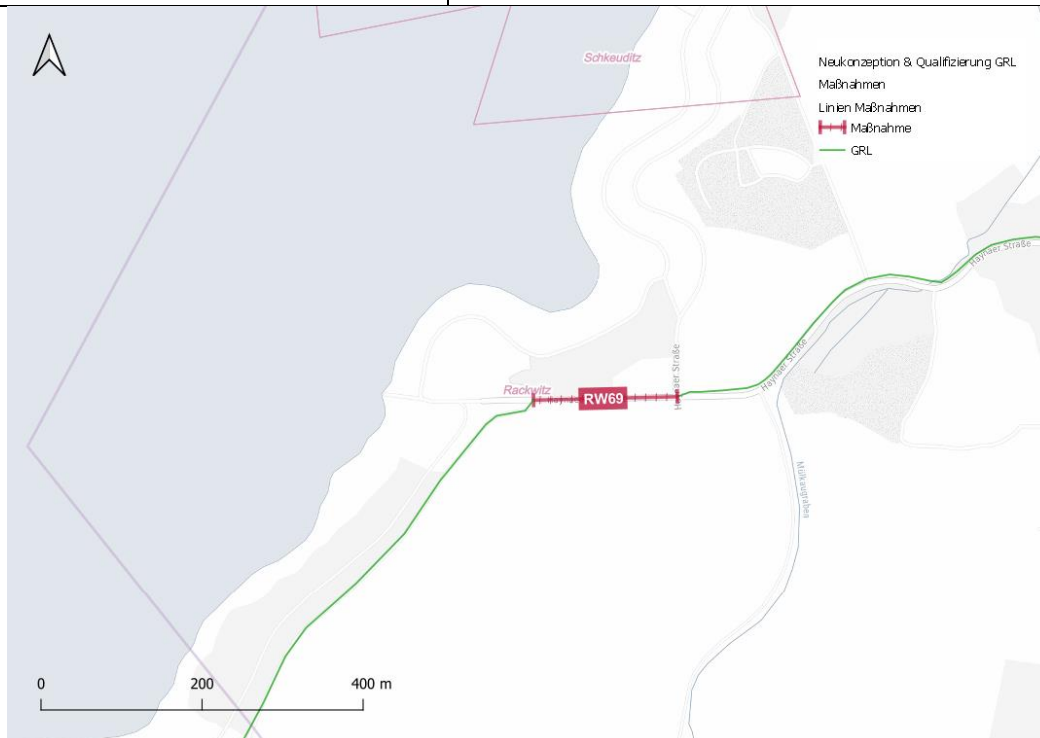 Schkeuditz
Neukonzeption & Qualifizierung GRL
Maßnahmen
Linien Maßnahmen
Maßnahme
GRL
Haynaer Straße
Haynaer Straße
Haynaer Straße
Rackwitz
RW69
Mülkaugraben
0 200 400 m